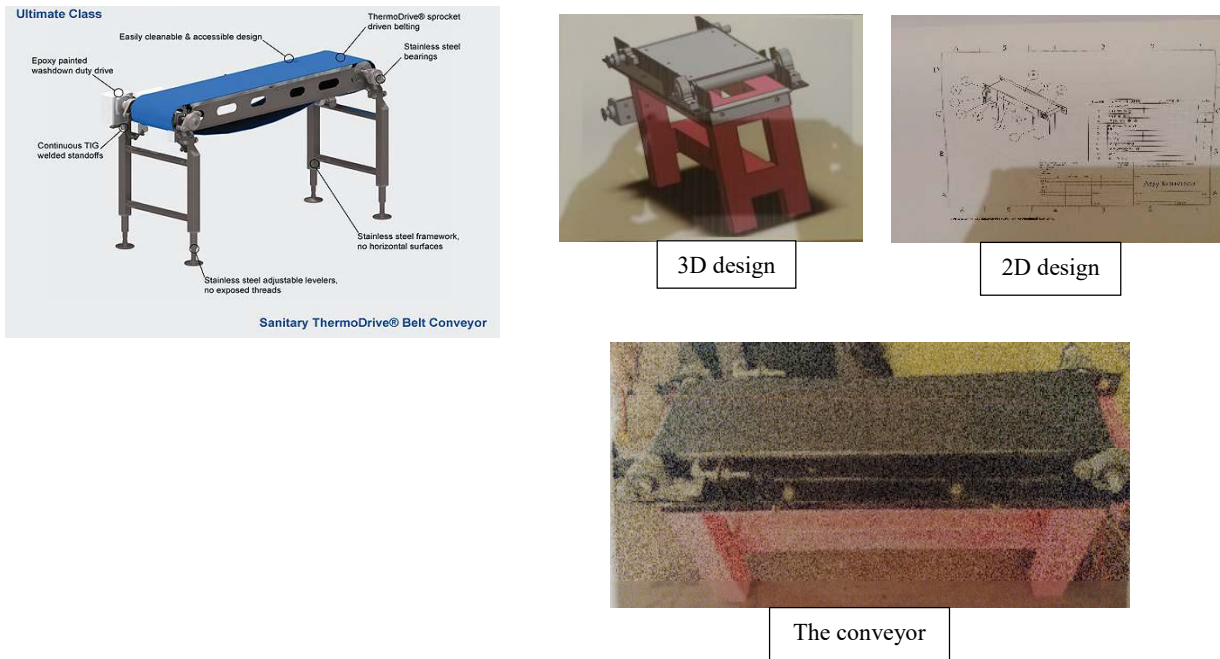 Ultimate Class
ThermoDrive® sprocket
driven belting
Easily cleanable & accessible design
Stainless steel
bearings
Epoxy painted
washdown duty drive
Continuous TIG
welded standoffs
Stainless steel framework,
no horizontal surfaces
Stainless steel adjustable levelers,
no exposed threads
Sanitary ThermoDrive® Belt Conveyor
3D design
2D design
The conveyor